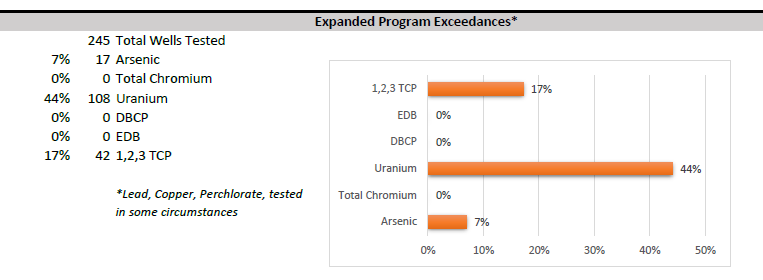 Expanded Program Exceedances*
245 Total Wells Tested
7% 17 Arsenic
0% 0 Total Chromium
44% 108 Uranium
0% 0 DBCP
0% 0 EDB
17% 42 1,2,3 TCP
*Lead, Copper, Perchlorate, tested
in some circumstances
1,2,3 TCP 17%
EDB 0%
DBCP 0%
Uranium 44%
Total Chromium 0%
Arsenic 7%
0% 10% 20% 30% 40% 50%